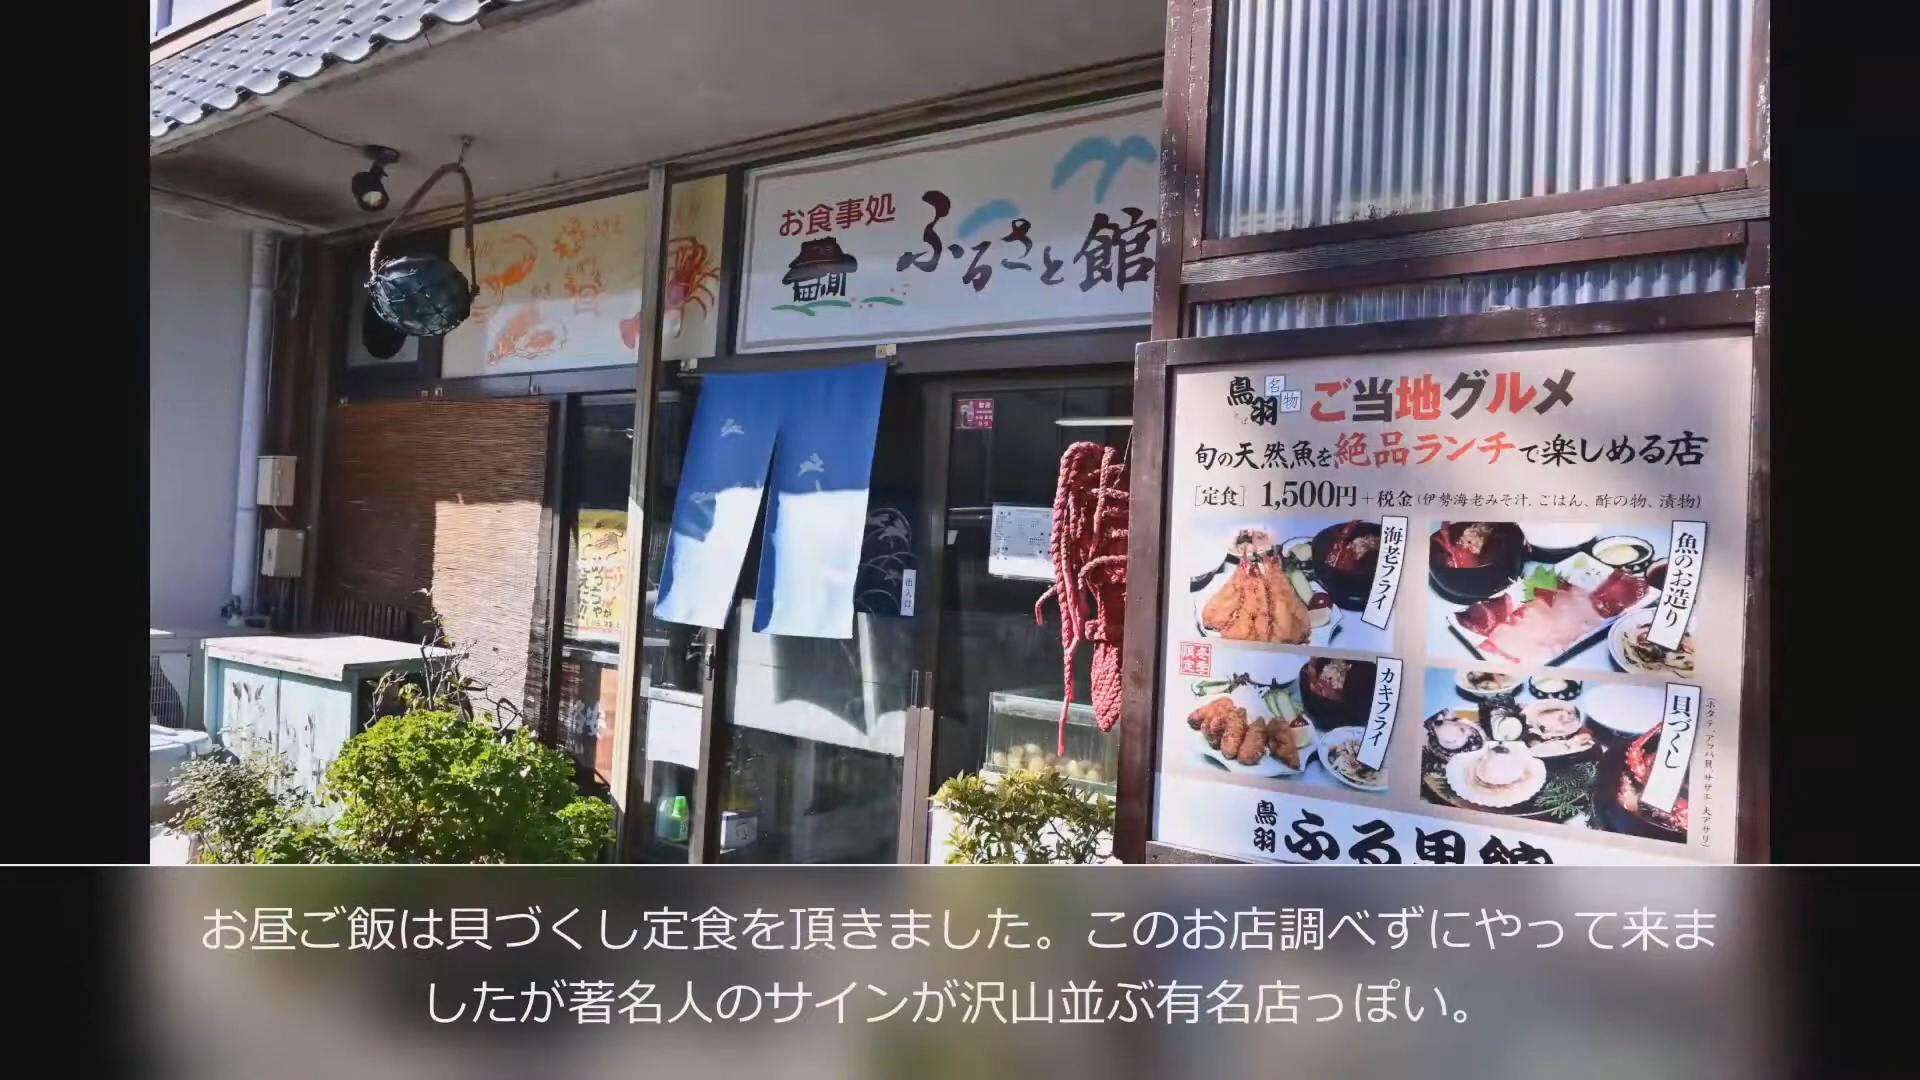 お食事処
ふるさと館
鳥羽
名物
ご当地グルメ
旬の天然魚を絶品ランチで楽しめる店
[定食] 1,500円+税金(伊勢海老みそ汁、ごはん、酢の物、漬物)
海老フライ
魚のお造り
冬季限定
カキフライ
貝づくし
鳥羽
お昼ご飯は貝づくし定食を頂きました。このお店調べずにやって来ま
したが著名人のサインが沢山並ぶ有名店っぽい。